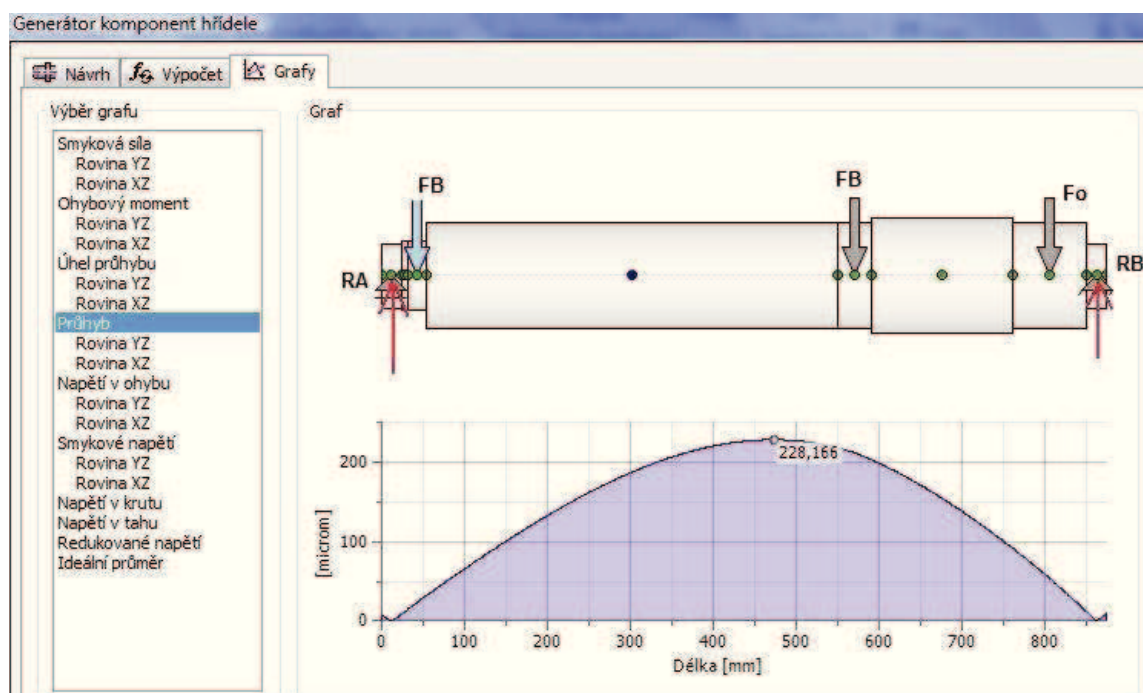 Generátor komponent hřídele
Návrh Výpočet Grafy
Výběr grafu
Smyková síla
Rovina YZ
Rovina XZ
Ohybový moment
Rovina YZ
Rovina XZ
Úhel průhybu
Rovina YZ
Rovina XZ
Průhyb
Rovina YZ
Rovina XZ
Napětí v ohybu
Rovina YZ
Rovina XZ
Smykové napětí
Rovina YZ
Rovina XZ
Napětí v krutu
Napětí v tahu
Redukované napětí
Ideální průměr
Graf
FB FB Fo
RA RB
228,166
200
100
0
[microm]
0 100 200 300 400 500 600 700 800
Délka [mm]